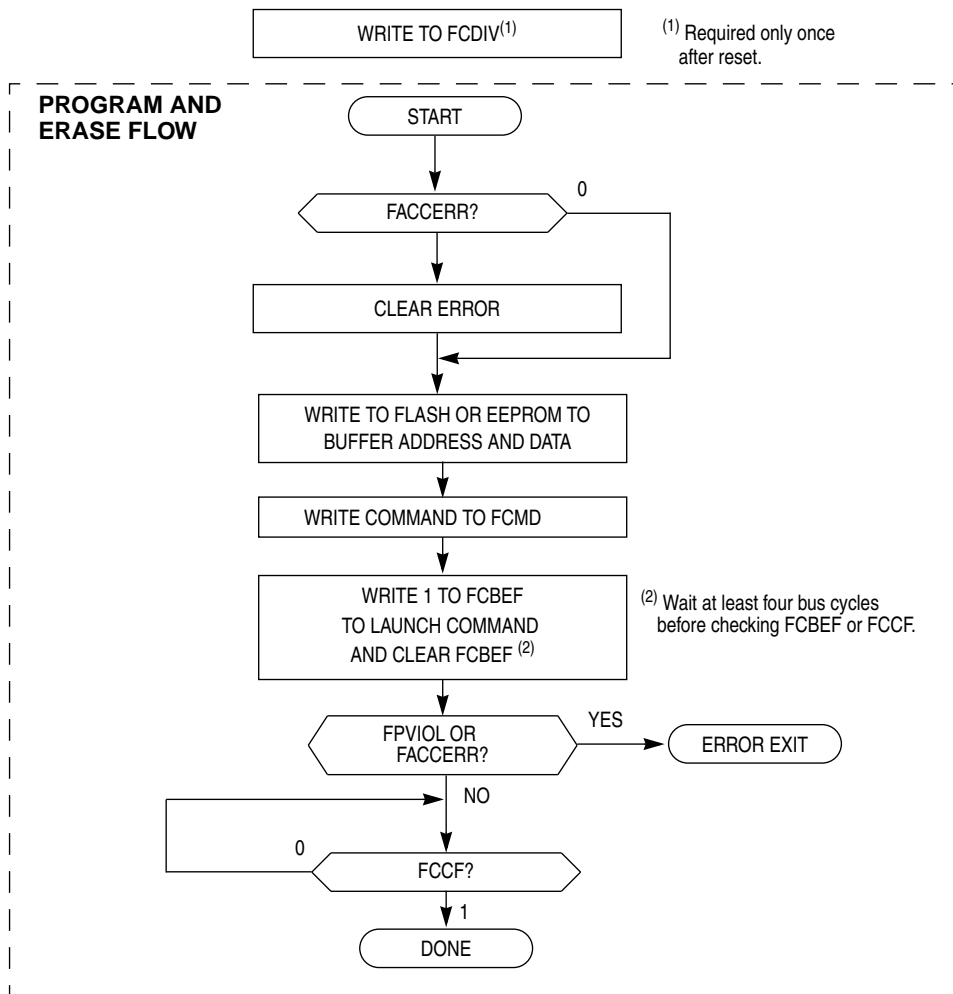 WRITE TO FCDIV(1)
(1) Required only once
after reset.
PROGRAM AND
ERASE FLOW
START
0
FACCERR?
CLEAR ERROR
WRITE TO FLASH OR EEPROM TO
BUFFER ADDRESS AND DATA
WRITE COMMAND TO FCMD
WRITE 1 TO FCBEF
TO LAUNCH COMMAND
AND CLEAR FCBEF (2)
(2) Wait at least four bus cycles
before checking FCBEF or FCCF.
FPVIOL OR
FACCERR?
YES
ERROR EXIT
NO
0
FCCF?
1
DONE